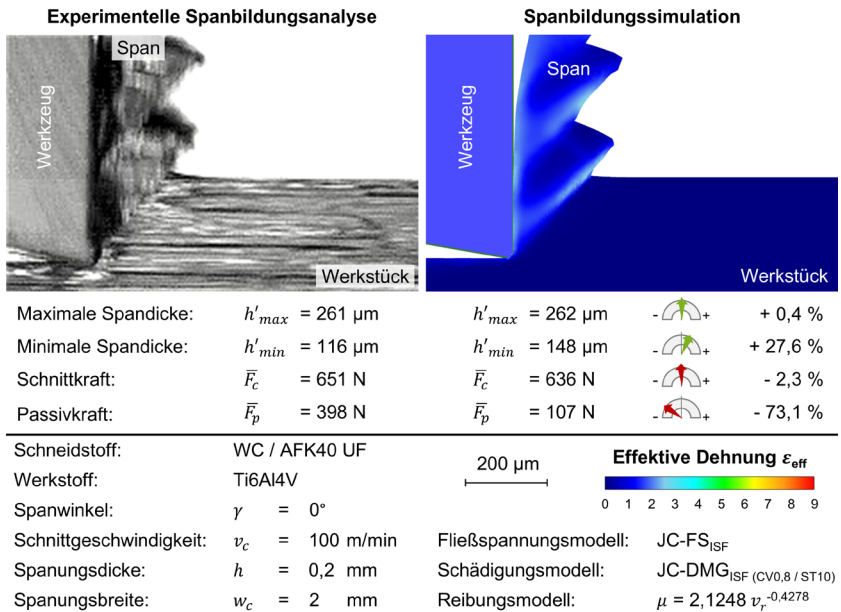 Experimentelle Spanbildungsanalyse
Spanbildungssimulation
Span
Werkzeug
Werkstück
Span
Werkzeug
Werkstück
Maximale Spandicke: h'max = 261 µm h'max = 262 µm - + + 0,4 %
Minimale Spandicke: h'min = 116 µm h'min = 148 µm - + + 27,6 %
Schnittkraft: F̅c = 651 N F̅c = 636 N - + - 2,3 %
Passivkraft: F̅p = 398 N F̅p = 107 N - + - 73,1 %
Schneidstoff: WC / AFK40 UF
Werkstoff: Ti6Al4V
Spanwinkel: γ = 0°
Schnittgeschwindigkeit: vc = 100 m/min
Spanungsdicke: h = 0,2 mm
Spanungsbreite: wc = 2 mm
200 µm
Effektive Dehnung εeff
0 1 2 3 4 5 6 7 8 9
Fließspannungsmodell: JC-FSISF
Schädigungsmodell: JC-DMGISF (CV0,8 / ST10)
Reibungsmodell: µ = 2,1248 vr-0,4278